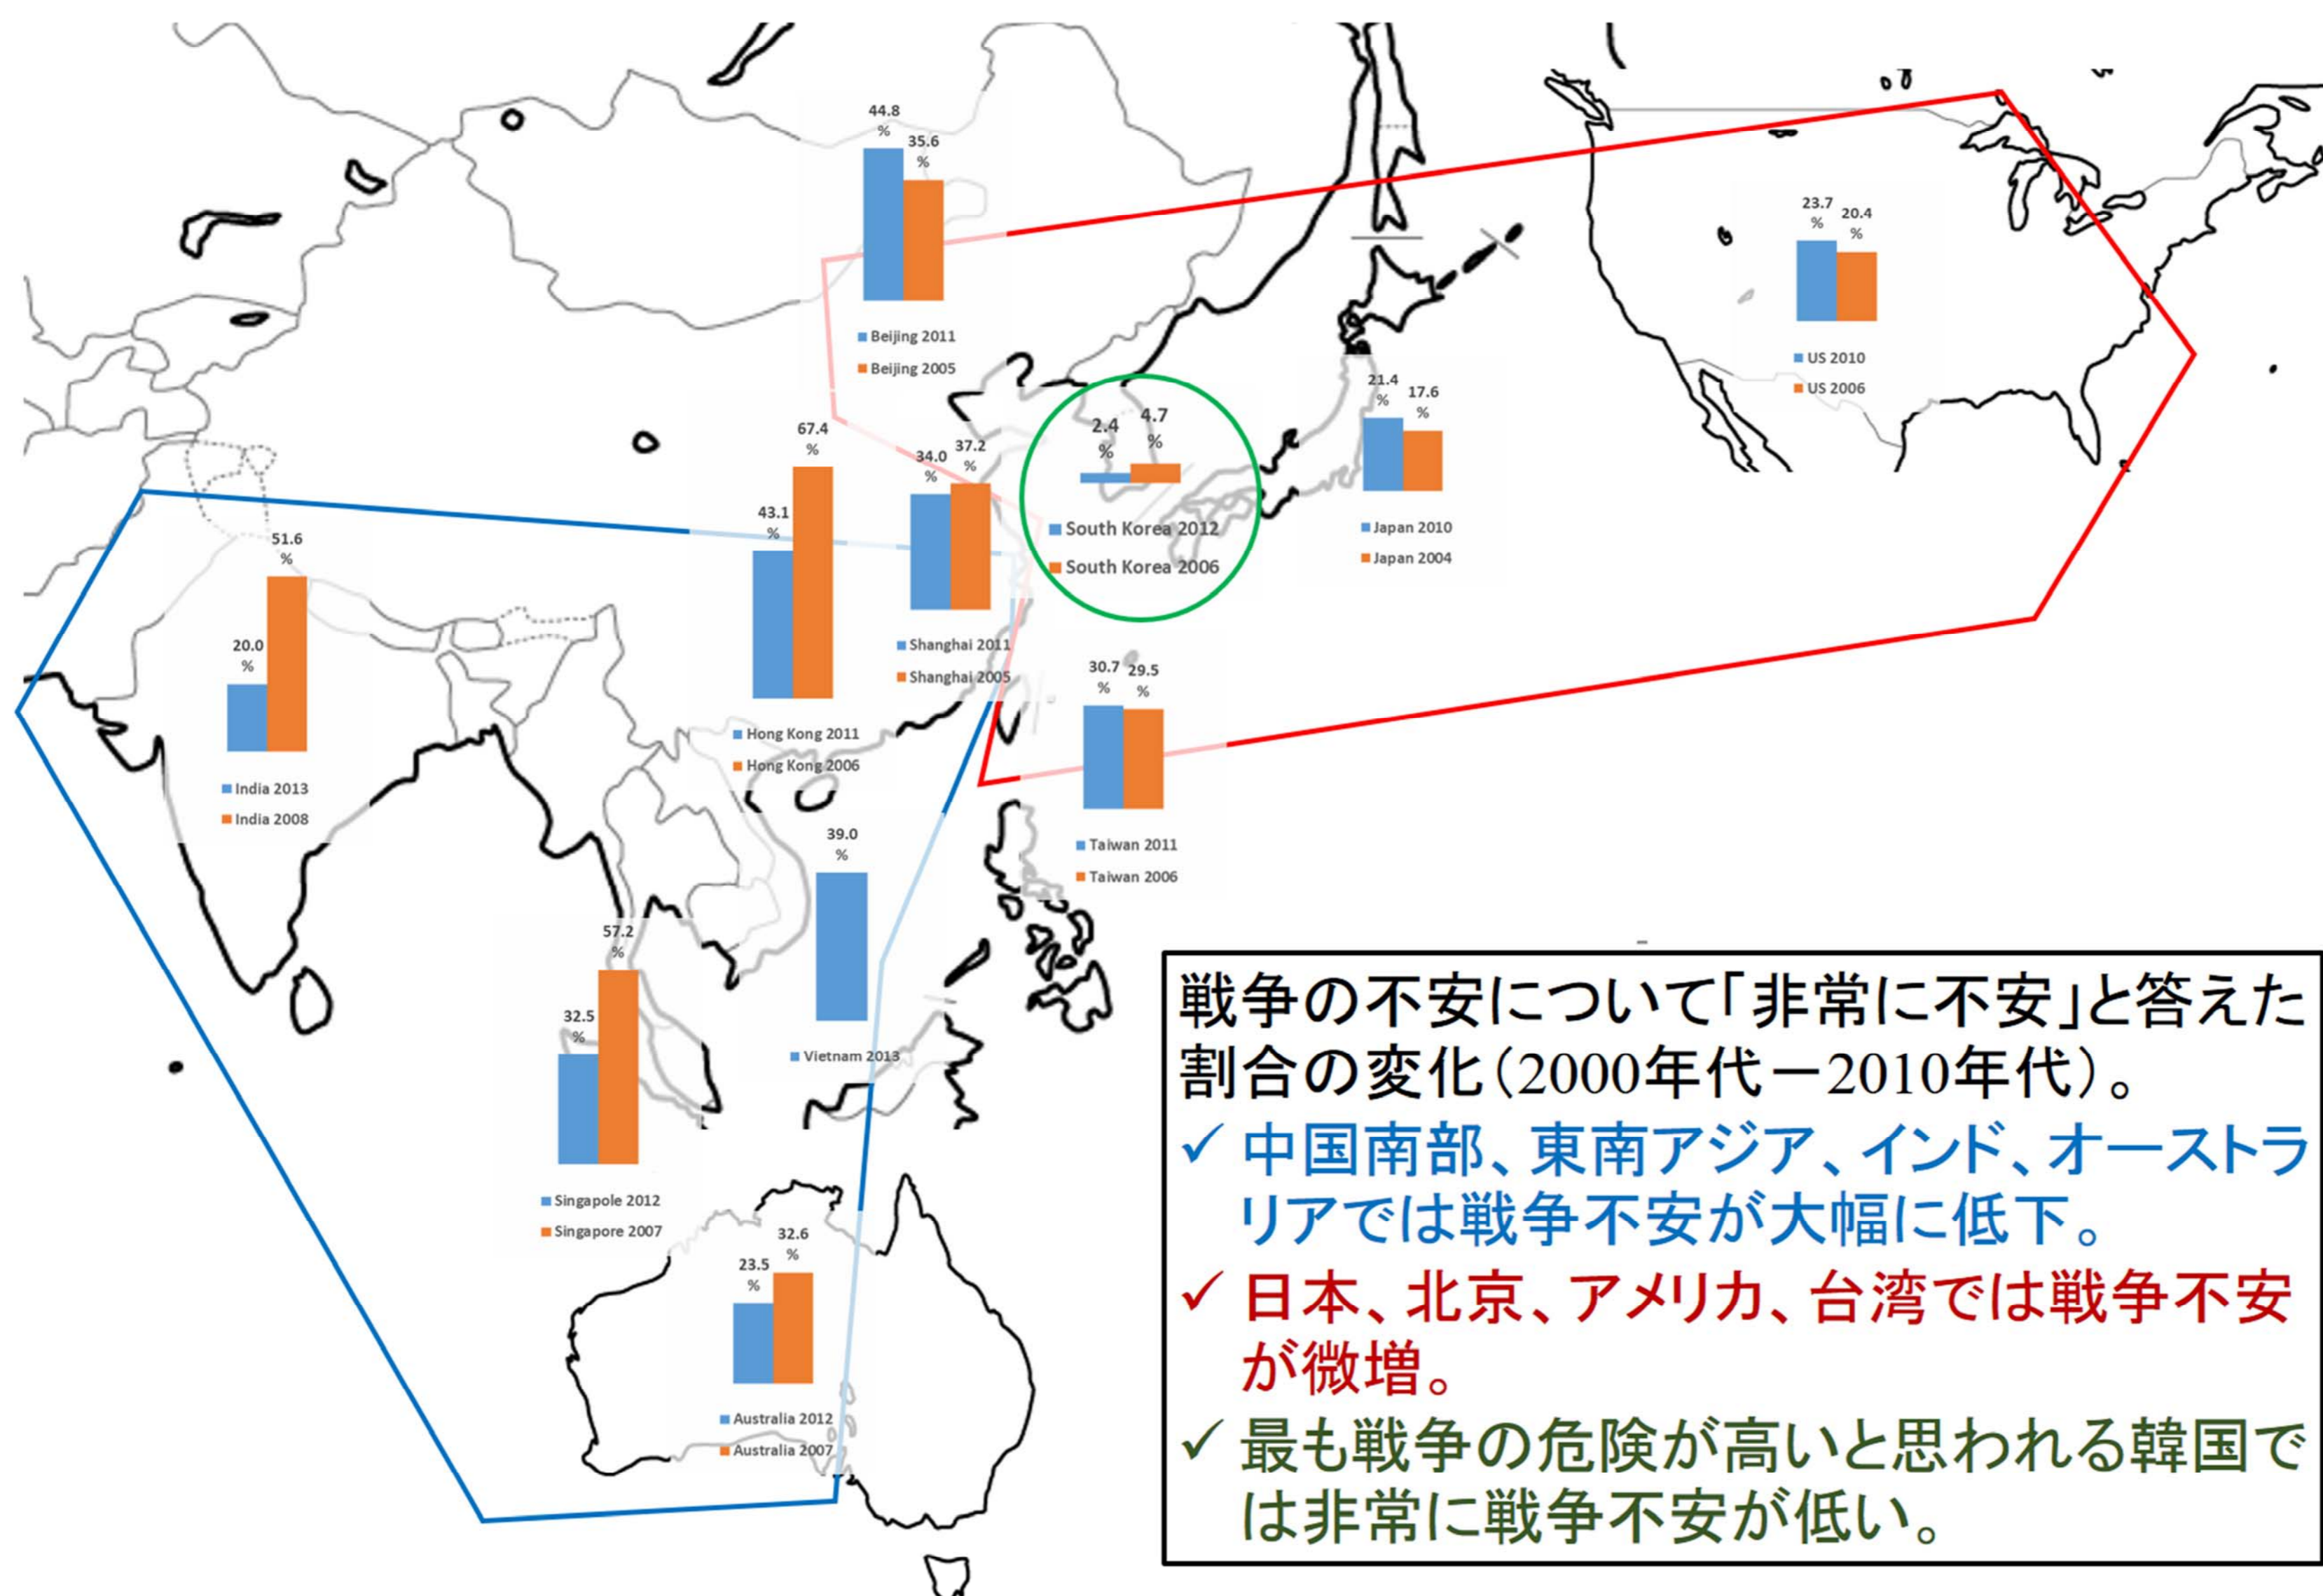 44.8
%
35.6
%
Beijing 2011
Beijing 2005
23.7
%
20.4
%
US 2010
US 2006
2.4
%
4.7
%
South Korea 2012
South Korea 2006
21.4
%
17.6
%
Japan 2010
Japan 2004
43.1
%
67.4
%
Hong Kong 2011
Hong Kong 2006
34.0
%
37.2
%
Shanghai 2011
Shanghai 2005
20.0
%
51.6
%
India 2013
India 2008
30.7
%
29.5
%
Taiwan 2011
Taiwan 2006
39.0
%
Vietnam 2013
32.5
%
57.2
%
Singapole 2012
Singapore 2007
23.5
%
32.6
%
Australia 2012
Australia 2007
戦争の不安について「非常に不安」と答えた
割合の変化（2000年代－2010年代）。
✓ 中国南部、東南アジア、インド、オーストラ
リアでは戦争不安が大幅に低下。
✓ 日本、北京、アメリカ、台湾では戦争不安
が微増。
✓ 最も戦争の危険が高いと思われる韓国で
は非常に戦争不安が低い。